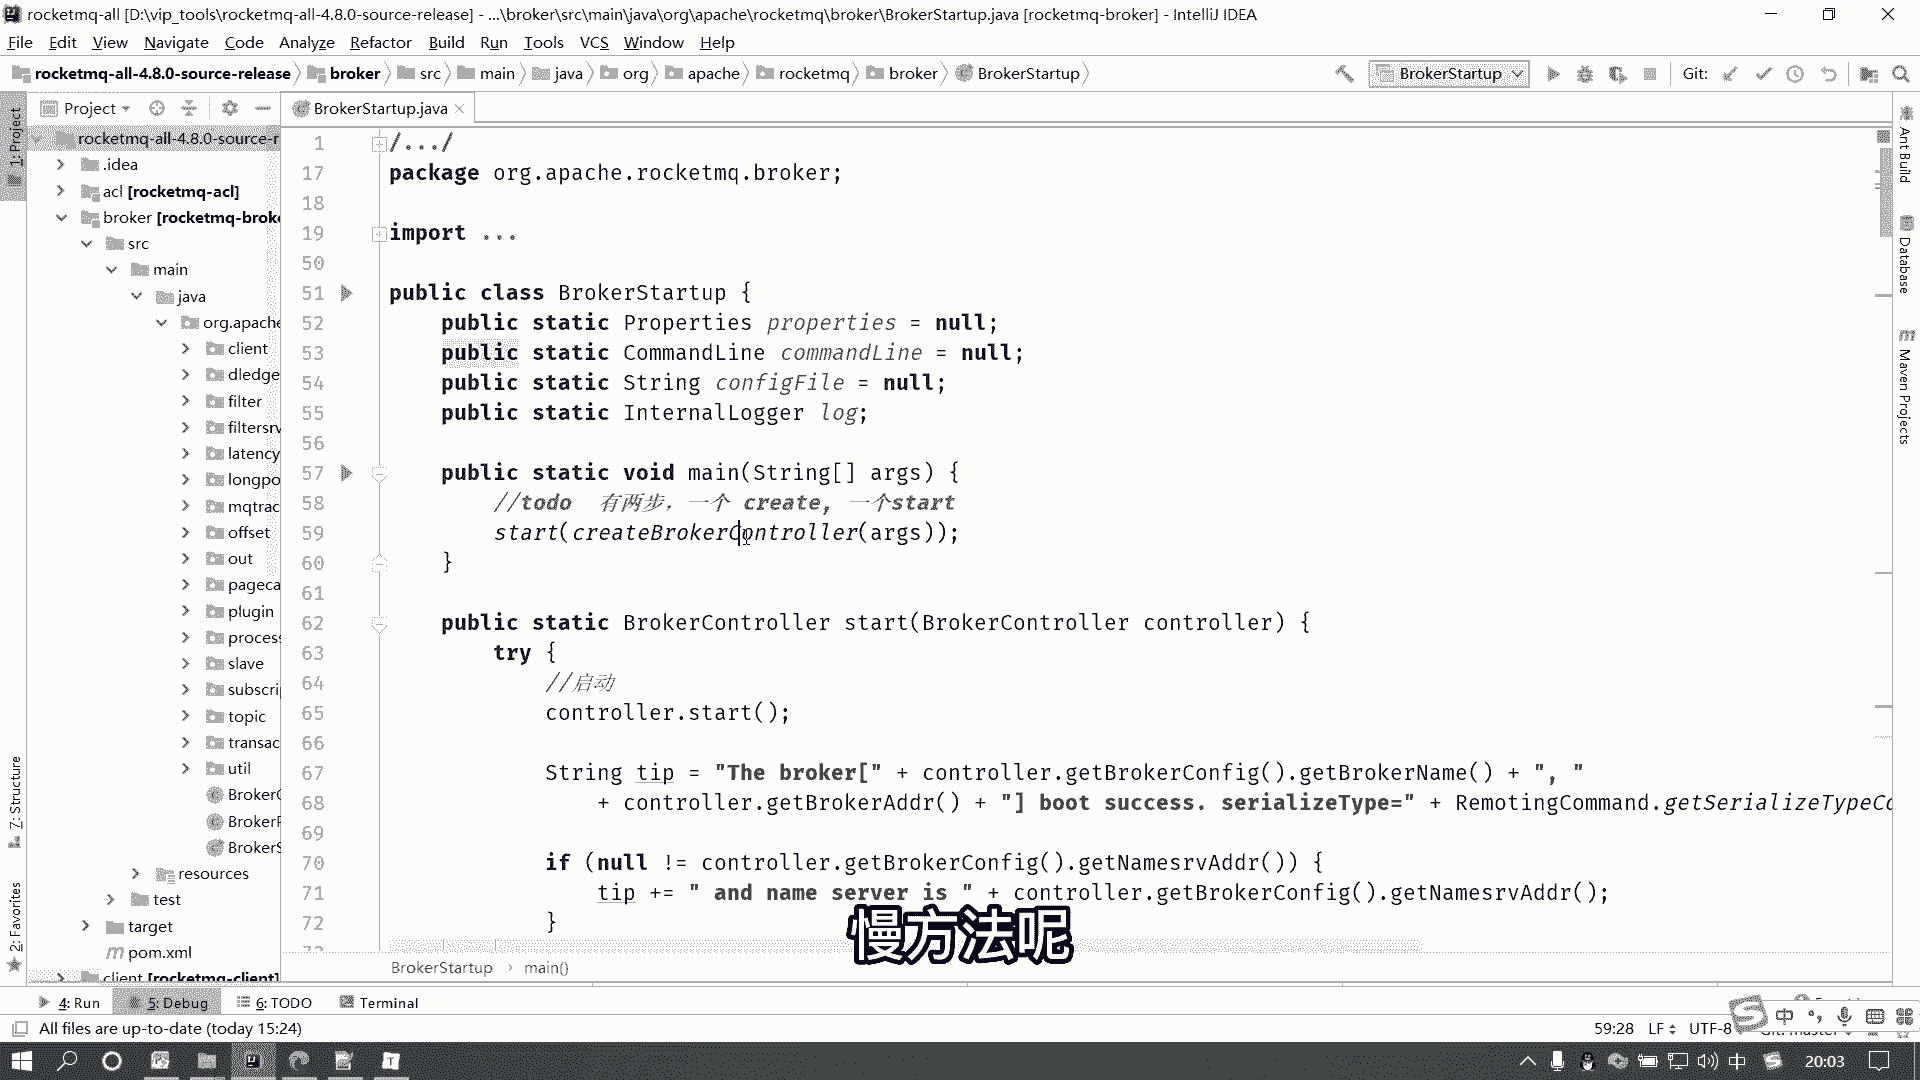 rocketmq-all [D:\vip_tools\rocketmq-all-4.8.0-source-release] - ...\broker\src\main\java\org\apache\rocketmq\broker\BrokerStartup.java [rocketmq-broker] - IntelliJ IDEA
File Edit View Navigate Code Analyze Refactor Build Run Tools VCS Window Help
rocketmq-all-4.8.0-source-release broker src main java org apache rocketmq broker BrokerStartup BrokerStartup Git:
Project BrokerStartup.java
1: Project
7: Structure
2: Favorites
rocketmq-all-4.8.0-source-r
.idea
acl [rocketmq-acl]
broker [rocketmq-broke
src
main
java
org.apache
client
dledge
filter
filtersrv
latency
longpo
mqtrac
offset
out
pageca
plugin
process
slave
subscri
topic
transac
util
BrokerC
BrokerF
BrokerS
resources
test
target
pom.xml
client [rocketmq-client]
1 /.../
17 package org.apache.rocketmq.broker;
18
19 import ...
50
51 public class BrokerStartup {
52 public static Properties properties = null;
53 public static CommandLine commandLine = null;
54 public static String configFile = null;
55 public static InternalLogger log;
56
57 public static void main(String[] args) {
58 //todo 有两步，一个 create, 一个start
59 start(createBrokerController(args));
60 }
61
62 public static BrokerController start(BrokerController controller) {
63 try {
64 //启动
65 controller.start();
66
67 String tip = "The broker[" + controller.getBrokerConfig().getBrokerName() + ", "
68 + controller.getBrokerAddr() + "] boot success. serializeType=" + RemotingCommand.getSerializeTypeCo
69
70 if (null != controller.getBrokerConfig().getNamesrvAddr()) {
71 tip += " and name server is " + controller.getBrokerConfig().getNamesrvAddr();
72 }
慢方法呢
BrokerStartup › main()
Ant Build
Database
Maven Projects
4: Run 5: Debug 6: TODO Terminal
All files are up-to-date (today 15:24) 59:28 LF UTF-8
中
中 20:03